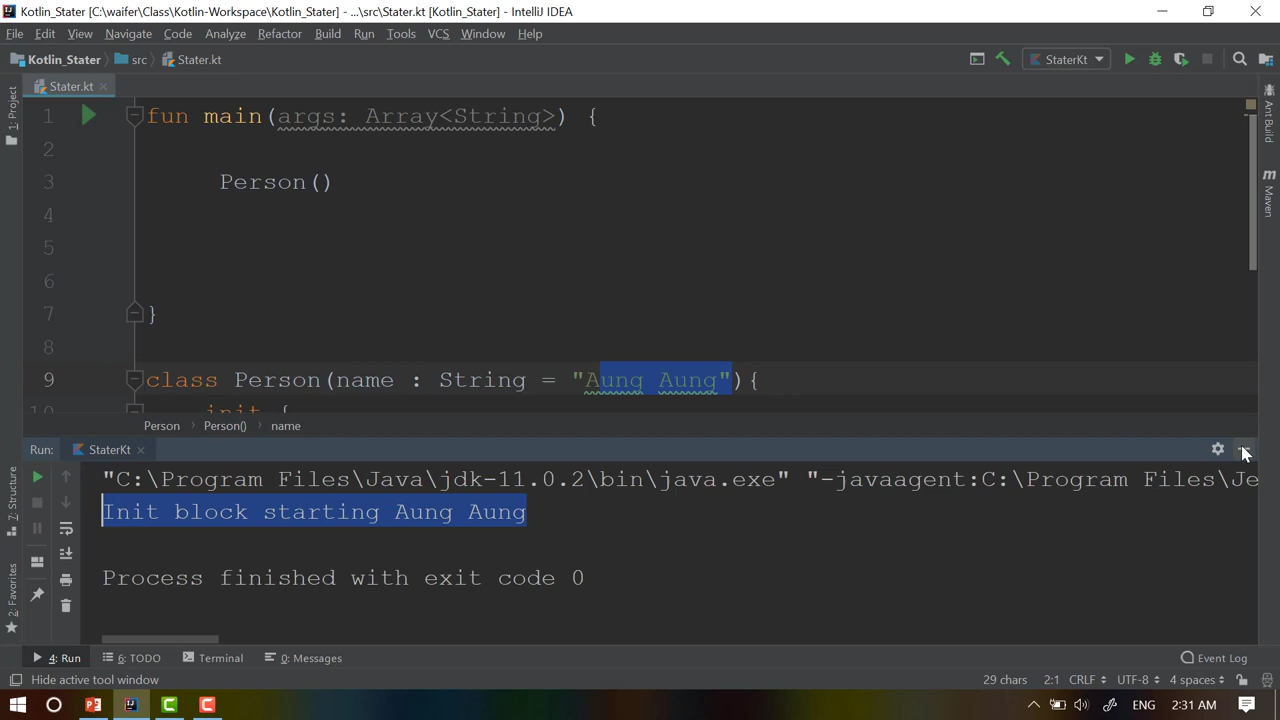 Kotlin_Stater [C:\waifer\Class\Kotlin-Workspace\Kotlin_Stater] - ...\src\Stater.kt [Kotlin_Stater] - IntelliJ IDEA
File Edit View Navigate Code Analyze Refactor Build Run Tools VCS Window Help
Kotlin_Stater src Stater.kt StaterKt
Stater.kt
1: Project
Ant Build
Maven
1 fun main(args: Array<String>) {
2
3 Person()
4
5
6
7 }
8
9 class Person(name : String = "Aung Aung"){
10 init {
Person Person() name
Run: StaterKt
"C:\Program Files\Java\jdk-11.0.2\bin\java.exe" "-javaagent:C:\Program Files\Je
Init block starting Aung Aung
Process finished with exit code 0
7: Structure
2: Favorites
4: Run 6: TODO Terminal 0: Messages Event Log
Hide active tool window 29 chars 2:1 CRLF UTF-8 4 spaces
ENG 2:31 AM